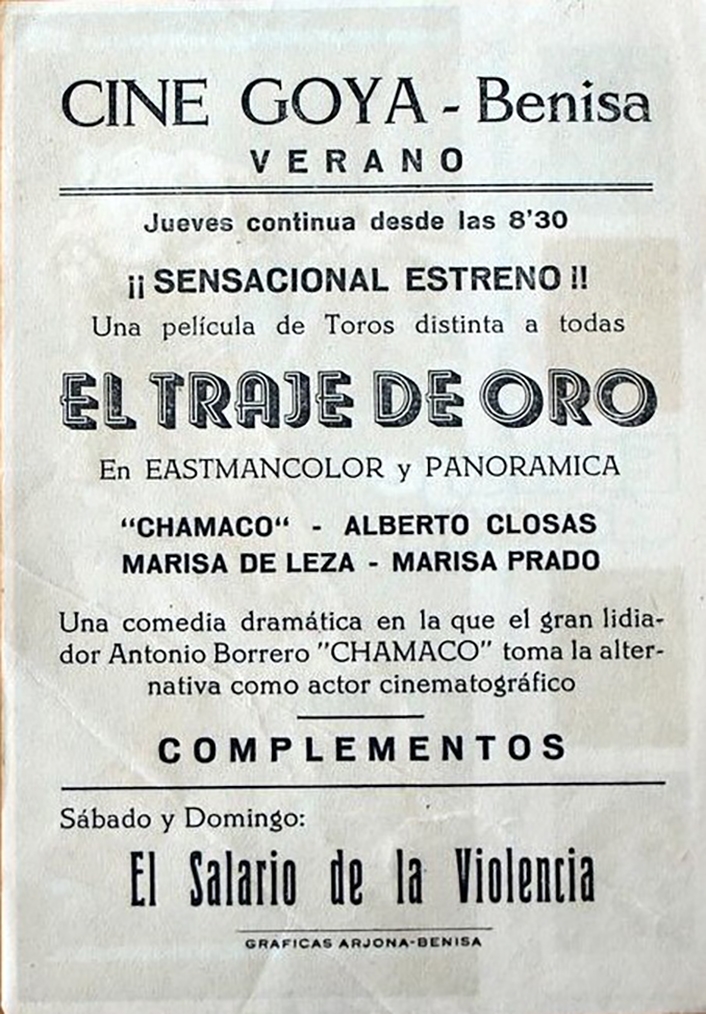 CINE GOYA - Benisa
VERANO
Jueves continua desde las 8'30
¡¡ SENSACIONAL ESTRENO !!
Una película de Toros distinta a todas
EL TRAJE DE ORO
En EASTMANCOLOR y PANORAMICA
“CHAMACO“ - ALBERTO CLOSAS
MARISA DE LEZA - MARISA PRADO
Una comedia dramática en la que el gran lidia-
dor Antonio Borrero "CHAMACO" toma la alter-
nativa como actor cinematográfico
COMPLEMENTOS
Sábado y Domingo:
El Salario de la Violencia
GRAFICAS ARJONA-BENISA